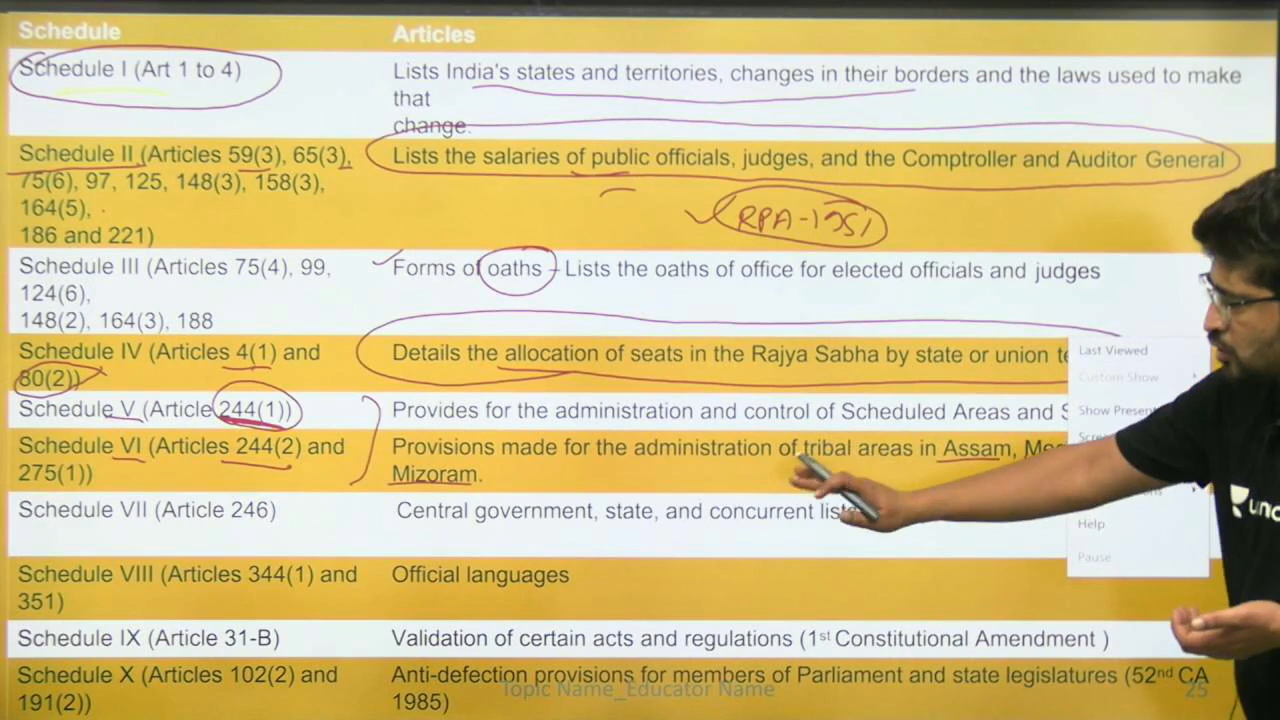 Schedule
Articles
Schedule I (Art 1 to 4)
Lists India's states and territories, changes in their borders and the laws used to make
that
change.
Schedule II (Articles 59(3), 65(3),
75(6), 97, 125, 148(3), 158(3),
164(5),
186 and 221)
Lists the salaries of public officials, judges, and the Comptroller and Auditor General
RPA-1951
Schedule III (Articles 75(4), 99,
124(6),
148(2), 164(3), 188
Forms of oaths – Lists the oaths of office for elected officials and judges
Schedule IV (Articles 4(1) and
80(2))
Details the allocation of seats in the Rajya Sabha by state or union te
Schedule V (Article 244(1))
Provides for the administration and control of Scheduled Areas and S
Schedule VI (Articles 244(2) and
275(1))
Provisions made for the administration of tribal areas in Assam,
Mizoram.
Schedule VII (Article 246)
Central government, state, and concurrent
Schedule VIII (Articles 344(1) and
351)
Official languages
Schedule IX (Article 31-B)
Validation of certain acts and regulations (1st Constitutional Amendment )
Schedule X (Articles 102(2) and
191(2))
Anti-defection provisions for members of Parliament and state legislatures (52nd CA
1985)
Topic Name_Educator Name
25
Last Viewed
Custom Show
Show
Help
Pause